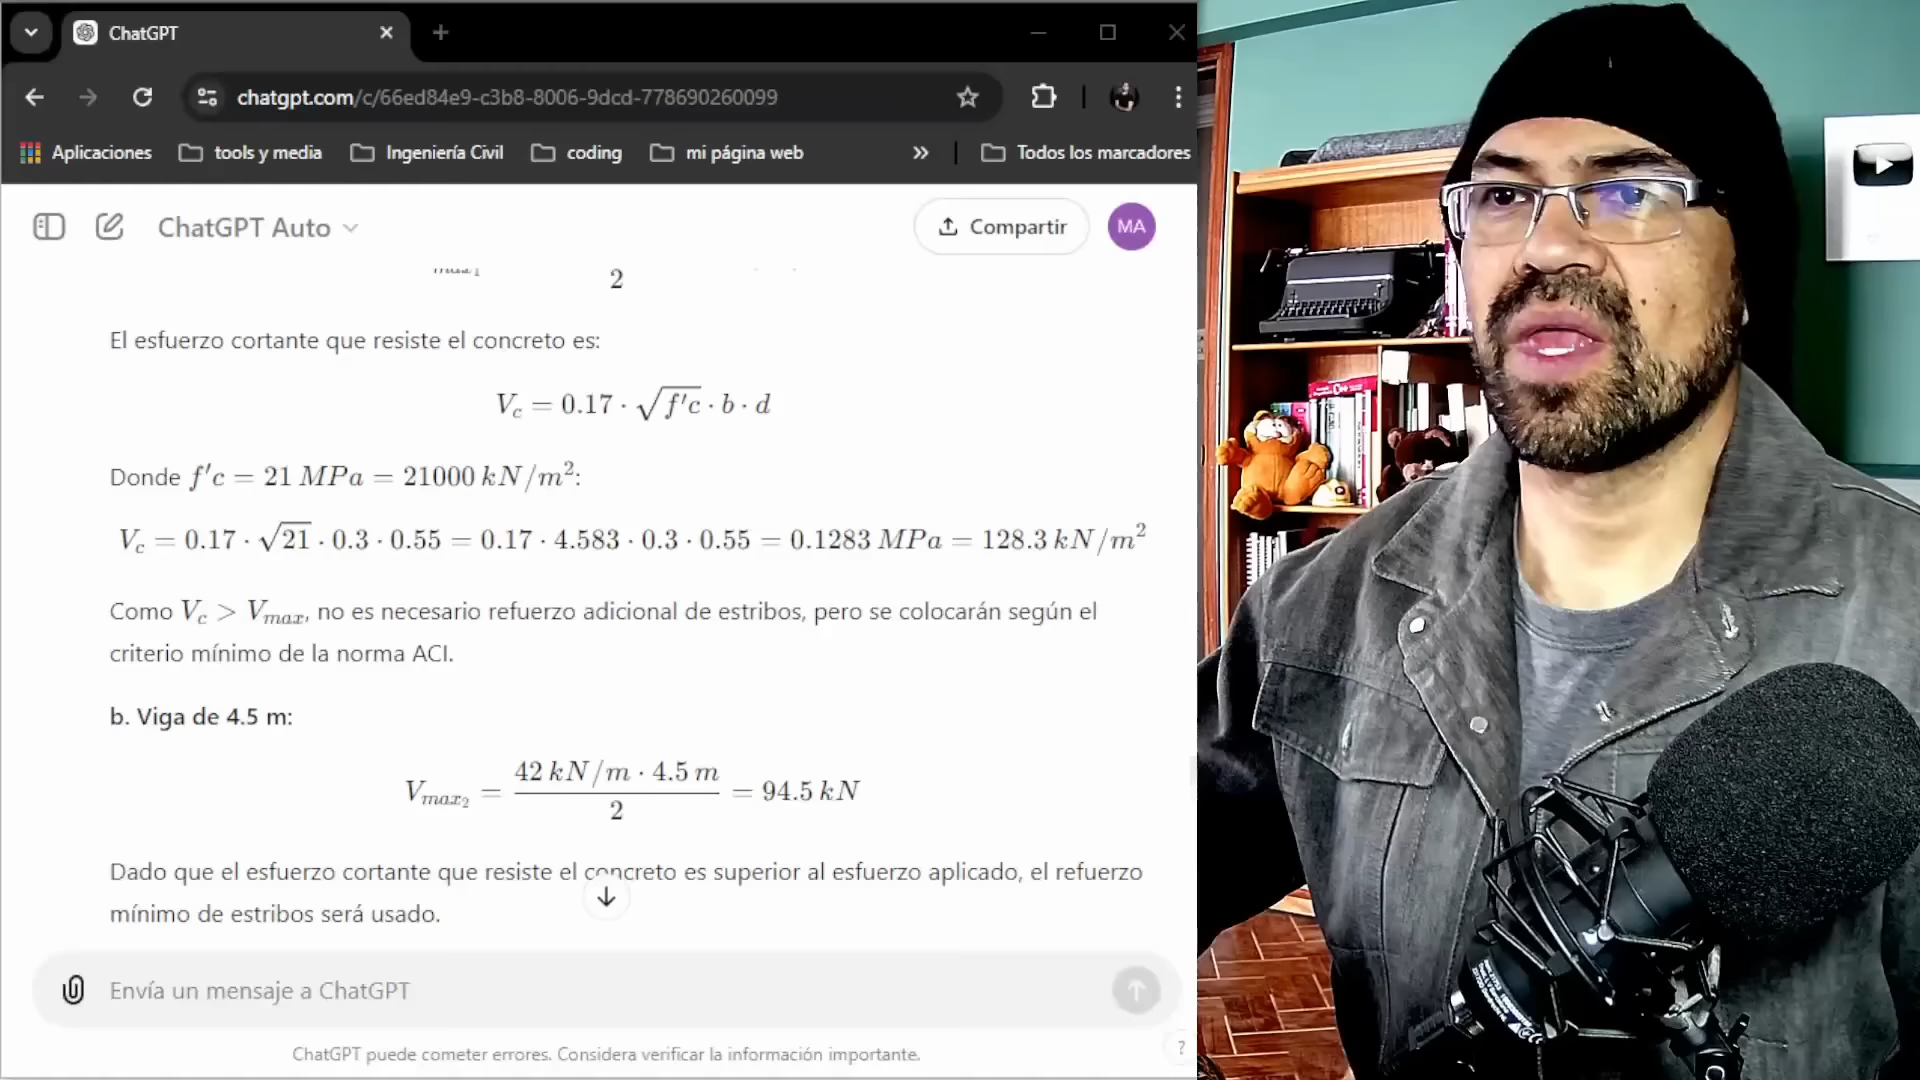 ChatGPT
chatgpt.com/c/66ed84e9-c3b8-8006-9dcd-778690260099
Aplicaciones tools y media Ingeniería Civil coding mi página web » Todos los marcadores
ChatGPT Auto Compartir MA
2
El esfuerzo cortante que resiste el concreto es:
V_c = 0.17 · √f'c · b · d
Donde f'c = 21 MPa = 21000 kN/m²:
V_c = 0.17 · √21 · 0.3 · 0.55 = 0.17 · 4.583 · 0.3 · 0.55 = 0.1283 MPa = 128.3 kN/m²
Como V_c > V_max, no es necesario refuerzo adicional de estribos, pero se colocarán según el
criterio mínimo de la norma ACI.
b. Viga de 4.5 m:
V_max₂ = 42 kN/m · 4.5 m / 2 = 94.5 kN
Dado que el esfuerzo cortante que resiste el concreto es superior al esfuerzo aplicado, el refuerzo
mínimo de estribos será usado.
Envía un mensaje a ChatGPT
ChatGPT puede cometer errores. Considera verificar la información importante.
?